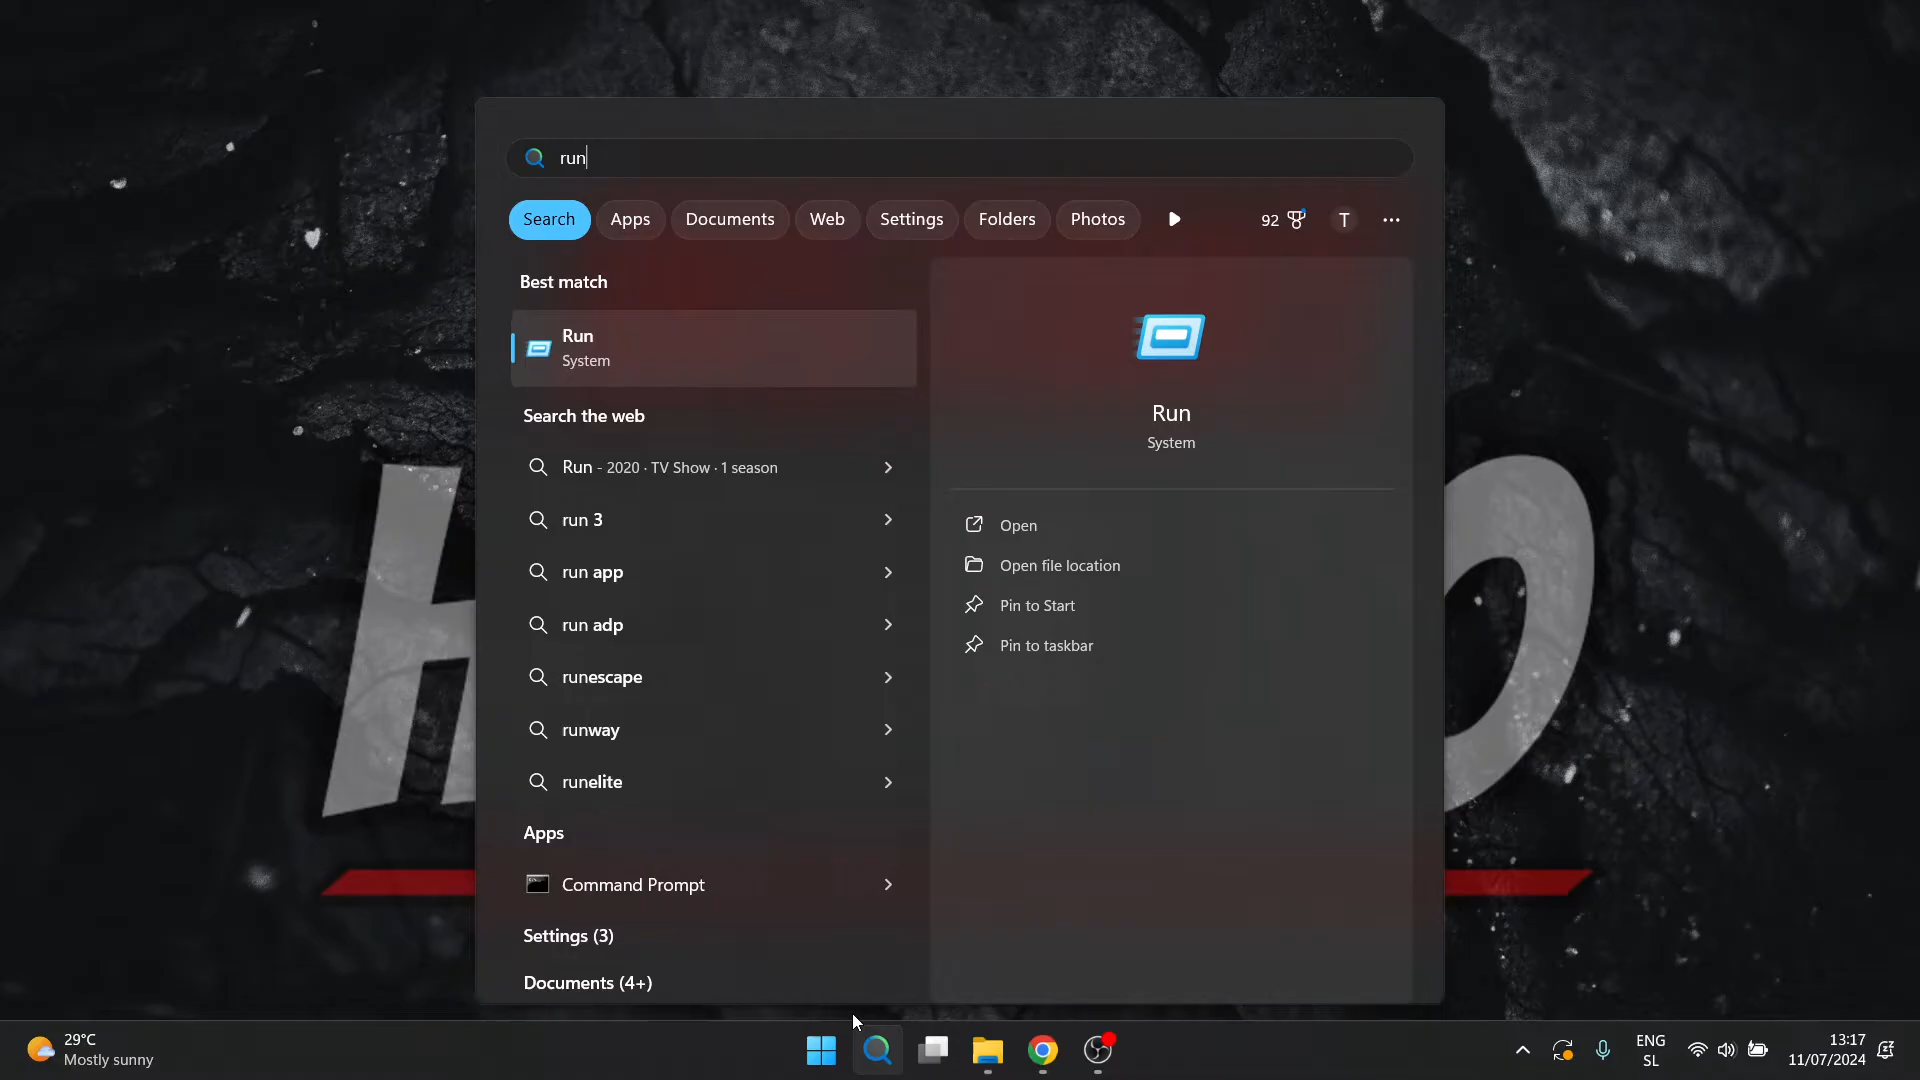 run
Search Apps Documents Web Settings Folders Photos 92 T
Best match
Run
System
Search the web
Run - 2020 · TV Show · 1 season
run 3
run app
run adp
runescape
runway
runelite
Apps
Command Prompt
Settings (3)
Documents (4+)
Run
System
Open
Open file location
Pin to Start
Pin to taskbar
H
O
29°C
Mostly sunny
ENG
SL
13:17
11/07/2024